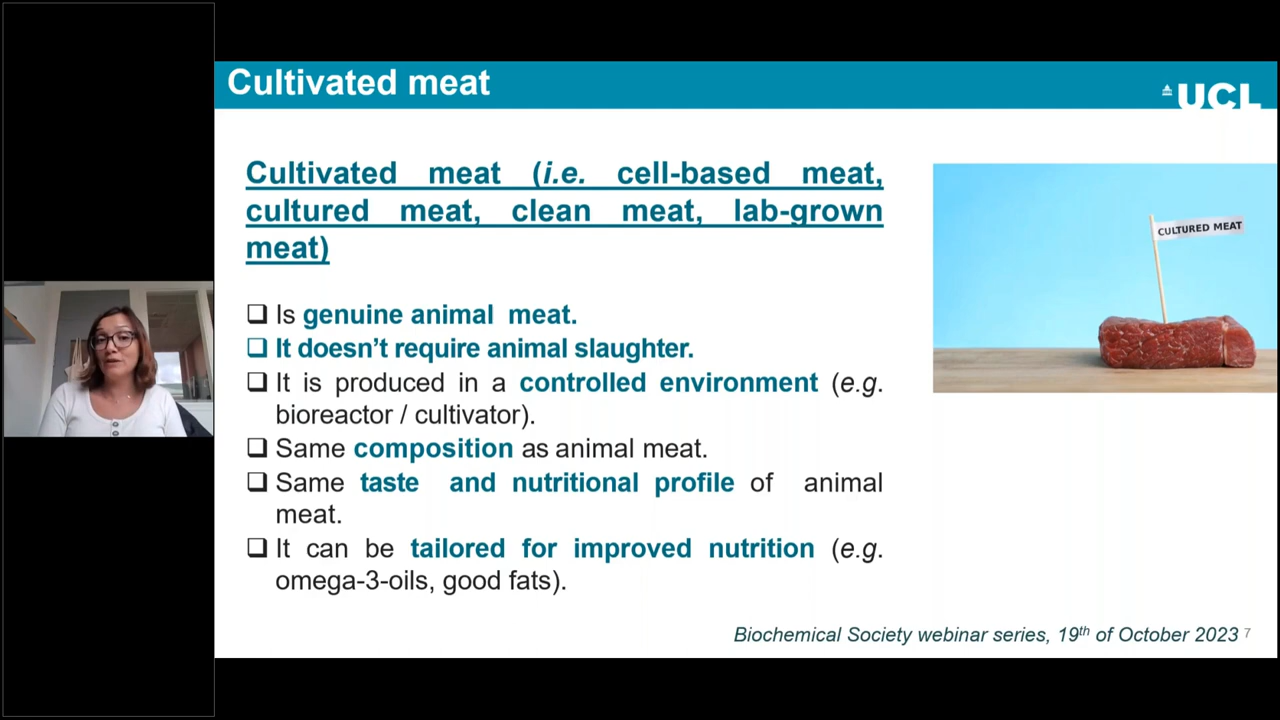 Cultivated meat
UCL
Cultivated meat (i.e. cell-based meat,
cultured meat, clean meat, lab-grown
meat)
CULTURED MEAT
❑ Is genuine animal meat.
❑ It doesn’t require animal slaughter.
❑ It is produced in a controlled environment (e.g.
bioreactor / cultivator).
❑ Same composition as animal meat.
❑ Same taste and nutritional profile of animal
meat.
❑ It can be tailored for improved nutrition (e.g.
omega-3-oils, good fats).
Biochemical Society webinar series, 19th of October 2023 7